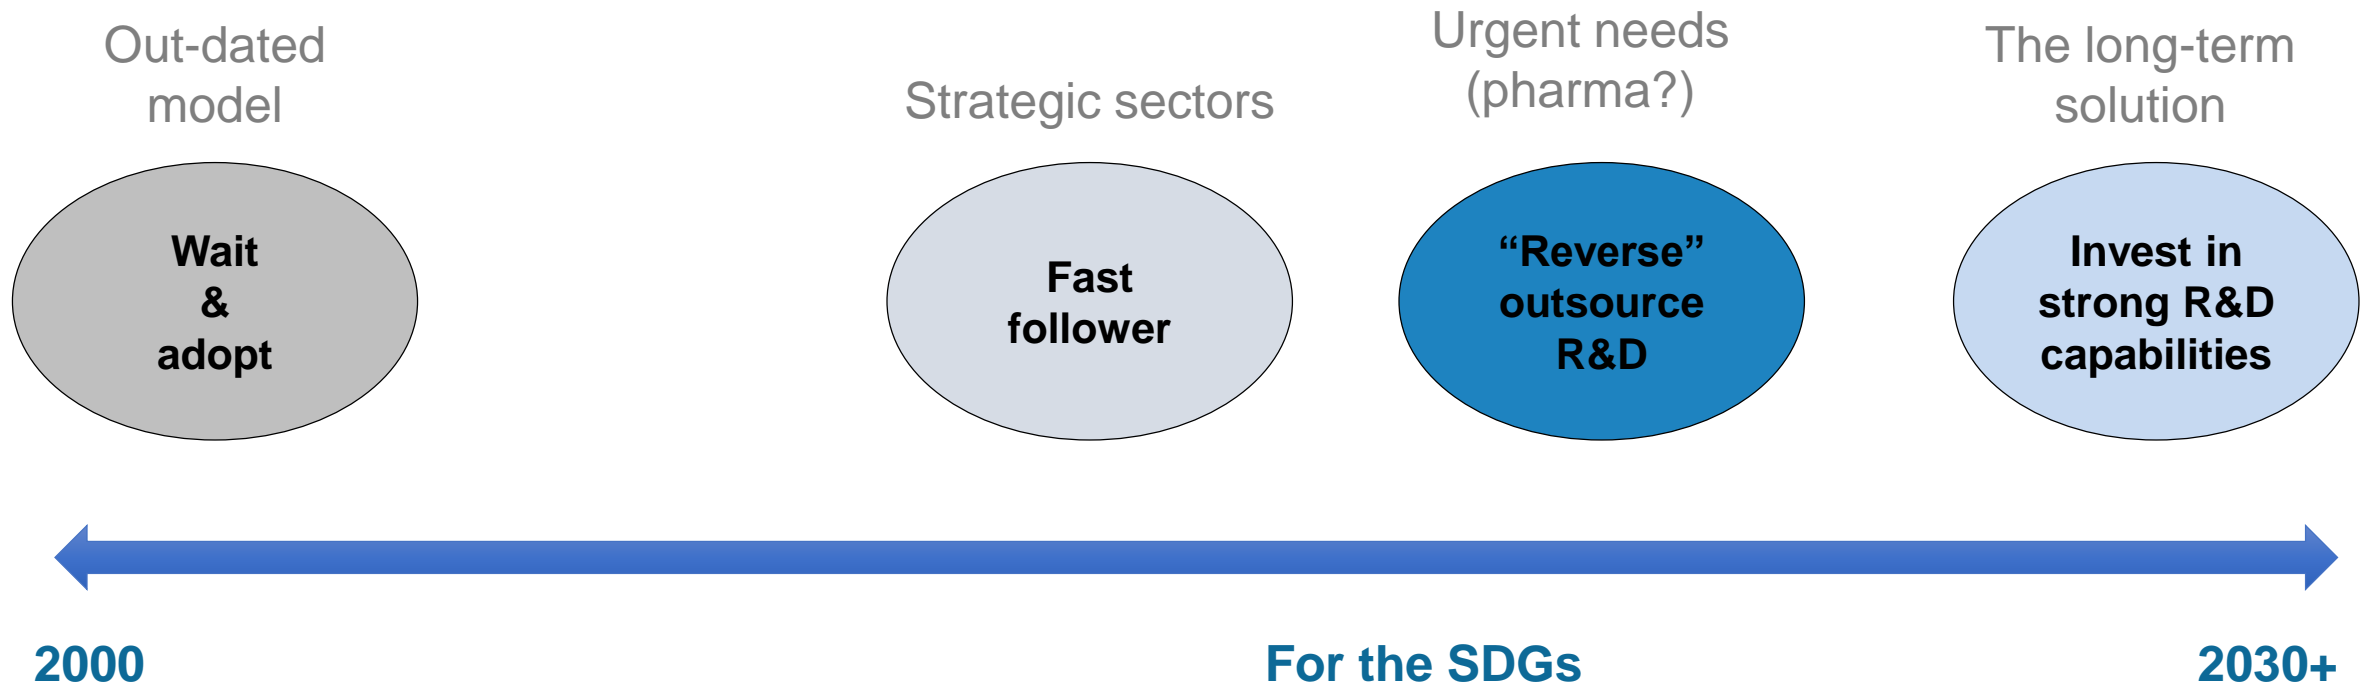 Out-dated
model
Wait
&
adopt
Strategic sectors
Fast
follower
Urgent needs
(pharma?)
“Reverse”
outsource
R&D
The long-term
solution
Invest in
strong R&D
capabilities
2000
For the SDGs
2030+